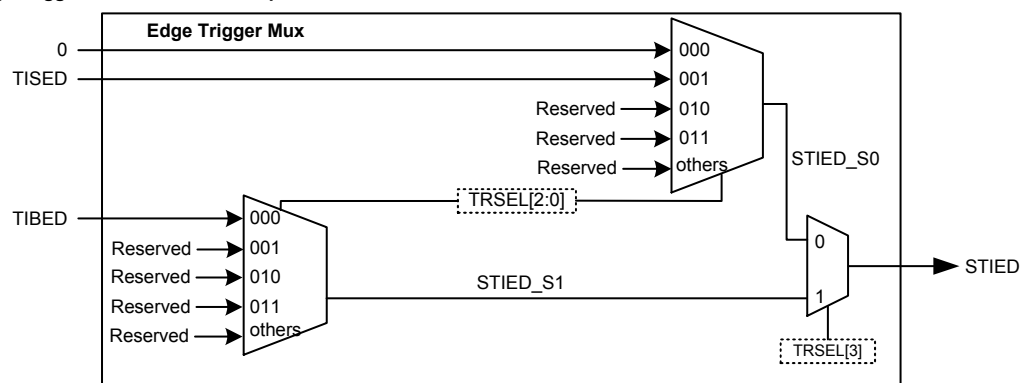 Edge Trigger Mux
0
000
TISED
001
Reserved
010
Reserved
011
Reserved
others
STIED_S0
TRSEL[2:0]
TIBED
000
Reserved
001
0
Reserved
010
STIED_S1
STIED
Reserved
011
1
Reserved
others
TRSEL[3]